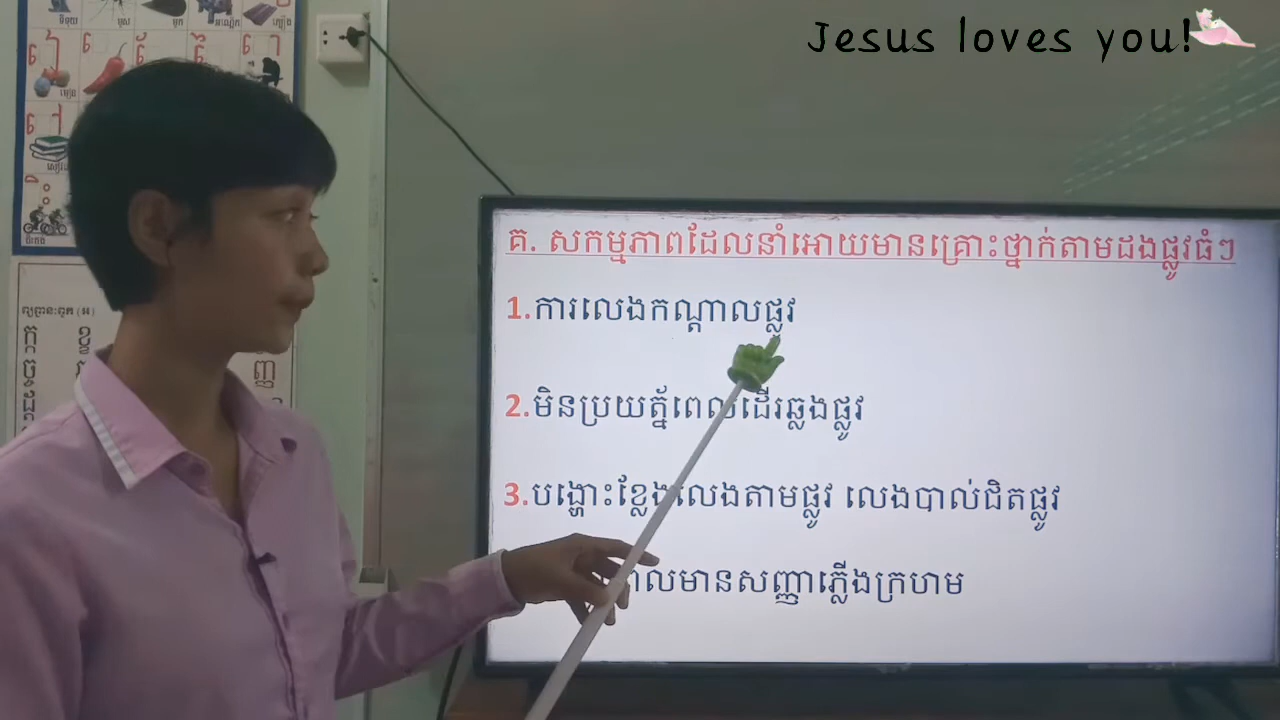 Jesus loves you!
គ. សកម្មភាពដែលនាំអោយមានគ្រោះថ្នាក់តាមដងផ្លូវធំៗ
1.ការលេងកណ្ដាលផ្លូវ
2.មិនប្រយត្ន័ពេលដើរឆ្លងផ្លូវ
3.បង្ហោះខ្លែងលេងតាមផ្លូវ លេងបាល់ជិតផ្លូវ
មានសញ្ញាភ្លើងក្រហម